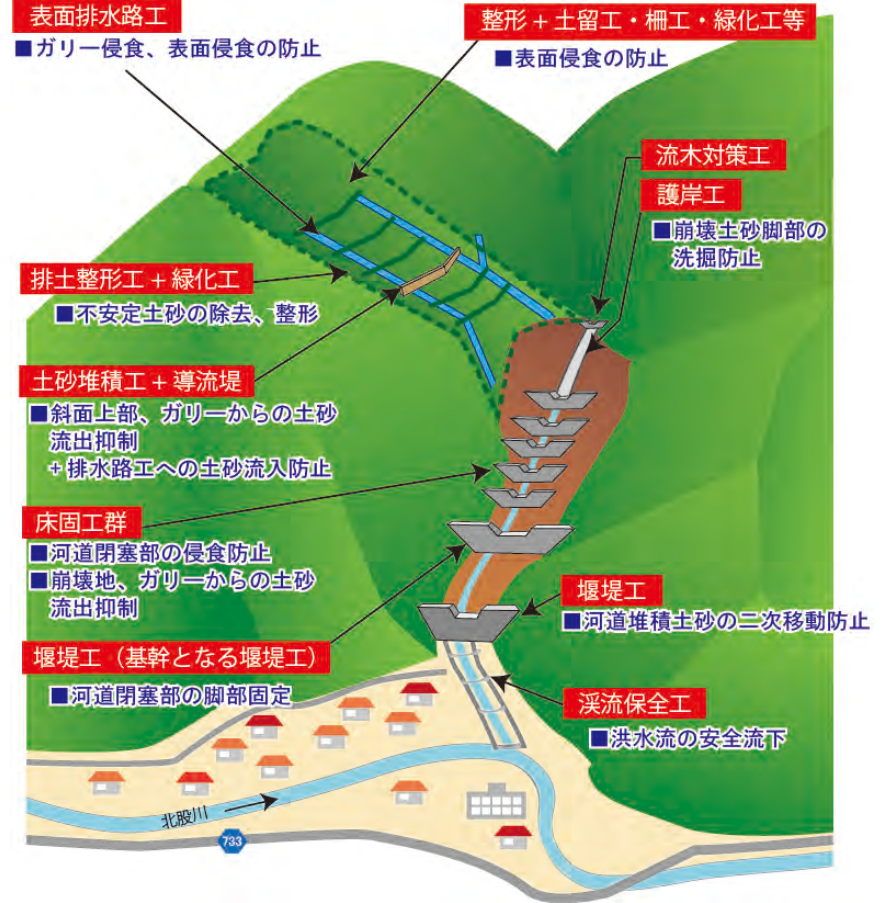 表面排水路工
■ガリー侵食、表面侵食の防止
整形+土留工・柵工・緑化工等
■表面侵食の防止
流木対策工
護岸工
■崩壊土砂脚部の
洗掘防止
排土整形工+緑化工
■不安定土砂の除去、整形
土砂堆積工+導流堤
■斜面上部、ガリーからの土砂
流出抑制
+排水路工への土砂流入防止
床固工群
■河道閉塞部の侵食防止
■崩壊地、ガリーからの土砂
流出抑制
堰堤工
■河道堆積土砂の二次移動防止
堰堤工(基幹となる堰堤工)
■河道閉塞部の脚部固定
渓流保全工
■洪水流の安全流下
北股川
733